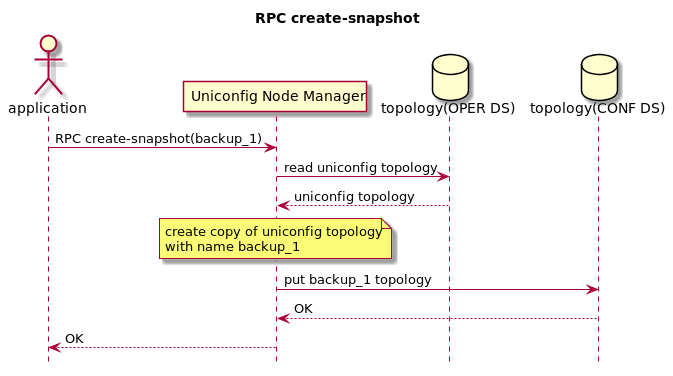 RPC create-snapshot
application
Uniconfig Node Manager
topology(OPER DS)
topology(CONF DS)
RPC create-snapshot(backup_1)
read uniconfig topology
uniconfig topology
create copy of uniconfig topology
with name backup_1
put backup_1 topology
OK
OK